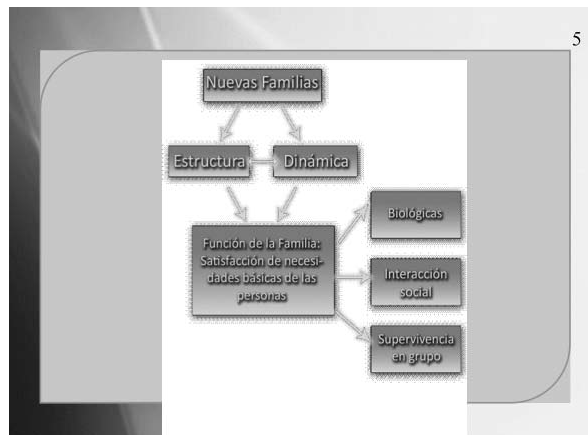 5
Nuevas Familias
Estructura
Dinámica
Función de la Familia:
Satisfacción de necesi-
dades básicas de las
personas
Biológicas
Interacción
social
Supervivencia
en grupo